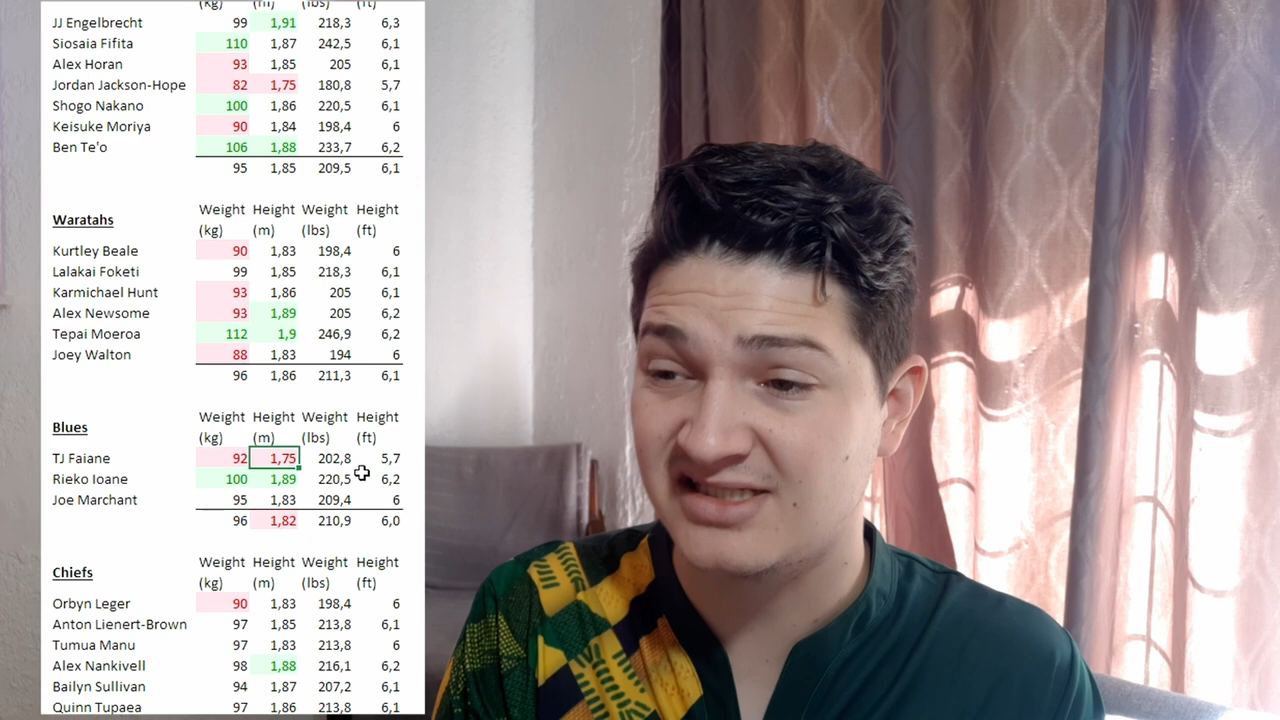 (kg) (m) (lbs) (ft)
JJ Engelbrecht 99 1,91 218,3 6,3
Siosaia Fifita 110 1,87 242,5 6,1
Alex Horan 93 1,85 205 6,1
Jordan Jackson-Hope 82 1,75 180,8 5,7
Shogo Nakano 100 1,86 220,5 6,1
Keisuke Moriya 90 1,84 198,4 6
Ben Te'o 106 1,88 233,7 6,2
95 1,85 209,5 6,1
Weight Height Weight Height
Waratahs (kg) (m) (lbs) (ft)
Kurtley Beale 90 1,83 198,4 6
Lalakai Foketi 99 1,85 218,3 6,1
Karmichael Hunt 93 1,86 205 6,1
Alex Newsome 93 1,89 205 6,2
Tepai Moeroa 112 1,9 246,9 6,2
Joey Walton 88 1,83 194 6
96 1,86 211,3 6,1
Weight Height Weight Height
Blues (kg) (m) (lbs) (ft)
TJ Faiane 92 1,75 202,8 5,7
Rieko Ioane 100 1,89 220,5 6,2
Joe Marchant 95 1,83 209,4 6
96 1,82 210,9 6,0
Weight Height Weight Height
Chiefs (kg) (m) (lbs) (ft)
Orbyn Leger 90 1,83 198,4 6
Anton Lienert-Brown 97 1,85 213,8 6,1
Tumua Manu 97 1,83 213,8 6
Alex Nankivell 98 1,88 216,1 6,2
Bailyn Sullivan 94 1,87 207,2 6,1
Quinn Tupaea 97 1,86 213,8 6,1